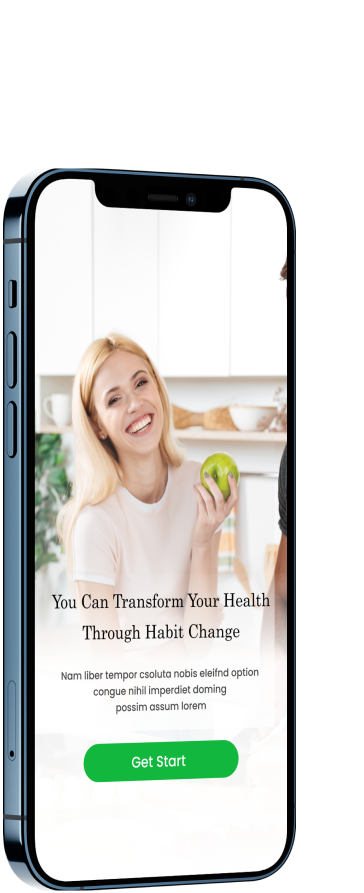 You Can Transform Your Health
Through Habit Change
Nam liber tempor csoluta nobis eleifnd option
congue nihil imperdiet doming
possim assum lorem
Get Start